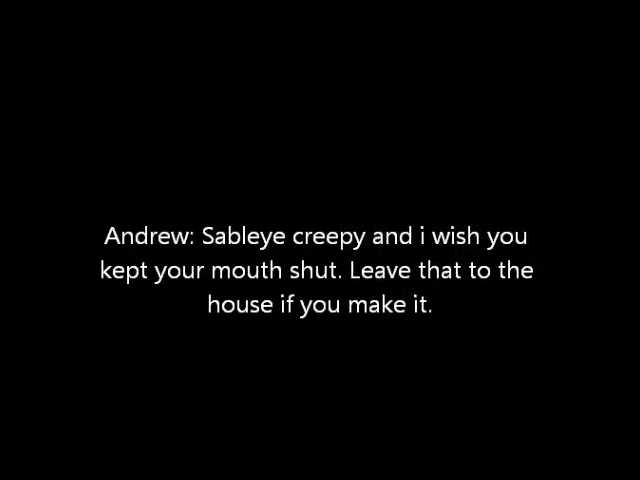 Andrew: Sableye creepy and i wish you
kept your mouth shut. Leave that to the
house if you make it.